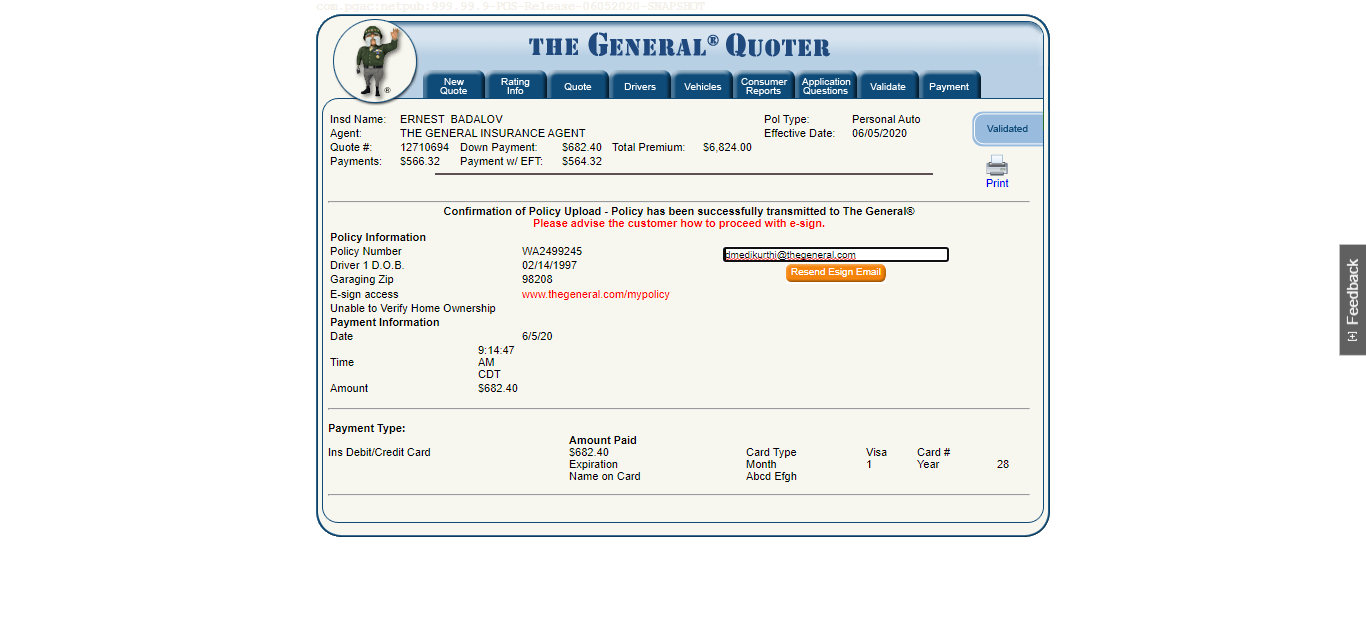 com.pgac:netpub:999.99.9-POS-Release-06052020-SNAPSHOT
THE GENERAL® QUOTER
New Quote
Rating Info
Quote
Drivers
Vehicles
Consumer Reports
Application Questions
Validate
Payment
Insd Name: ERNEST BADALOV Pol Type: Personal Auto
Agent: THE GENERAL INSURANCE AGENT Effective Date: 06/05/2020
Validated
Quote #: 12710694 Down Payment: $682.40 Total Premium: $6,824.00
Payments: $566.32 Payment w/ EFT: $564.32
Print
Confirmation of Policy Upload - Policy has been successfully transmitted to The General®
Please advise the customer how to proceed with e-sign.
Policy Information
Policy Number WA2499245 dmedikurthi@thegeneral.com
Driver 1 D.O.B. 02/14/1997
Resend Esign Email
Garaging Zip 98208
E-sign access www.thegeneral.com/mypolicy
Unable to Verify Home Ownership
Payment Information
Date 6/5/20
9:14:47
Time AM
CDT
Amount $682.40
Payment Type:
Amount Paid
Ins Debit/Credit Card $682.40 Card Type Visa Card #
Expiration Month 1 Year 28
Name on Card Abcd Efgh
[+] Feedback
®